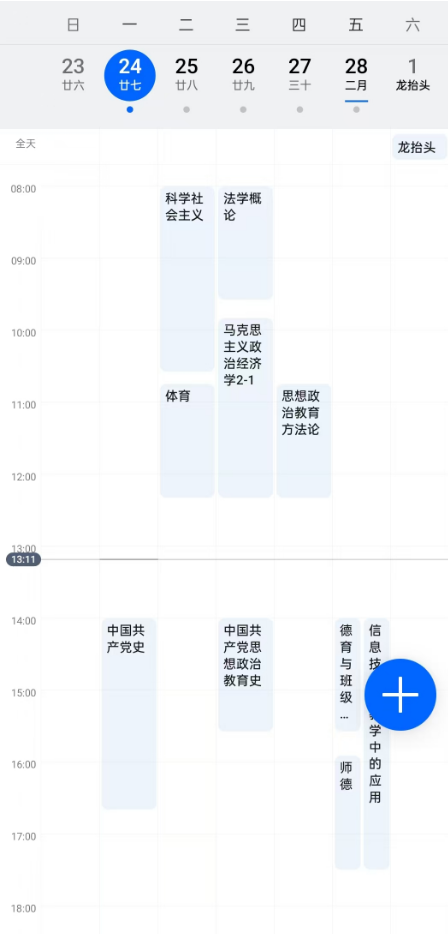 日 一 二 三 四 五 六
23 24 25 26 27 28 1
廿六 廿七 廿八 廿九 三十 二月 龙抬头
全天
龙抬头
08:00
科学社
会主义
法学概
论
09:00
10:00
马克思
主义政
治经济
学2-1
11:00
体育
思想政
治教育
方法论
12:00
13:00
13:11
14:00
中国共
产党史
中国共
产党思
想政治
教育史
德
育
与
班
级
...
信
息
技
学
中
的
应
用
15:00
16:00
师
德
17:00
18:00